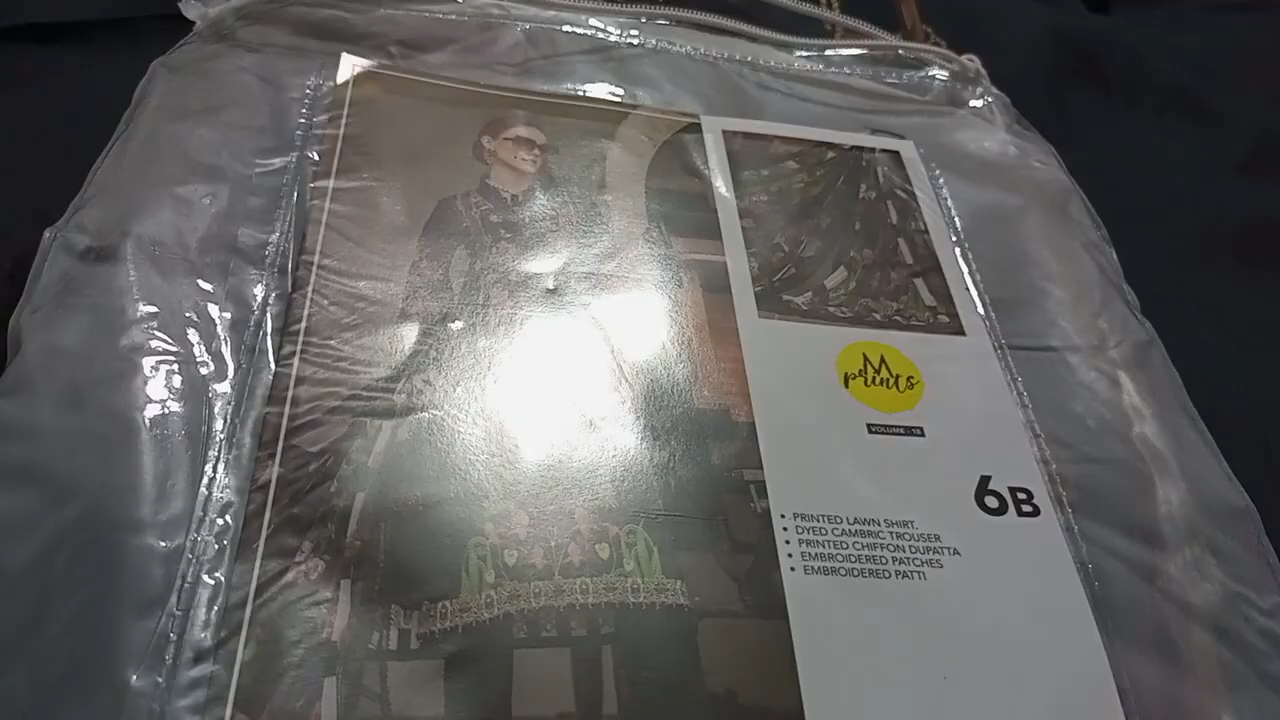 M
prints
VOLUME - 15
6B
• PRINTED LAWN SHIRT.
• DYED CAMBRIC TROUSER
• PRINTED CHIFFON DUPATTA
• EMBROIDERED PATCHES
• EMBROIDERED PATTI